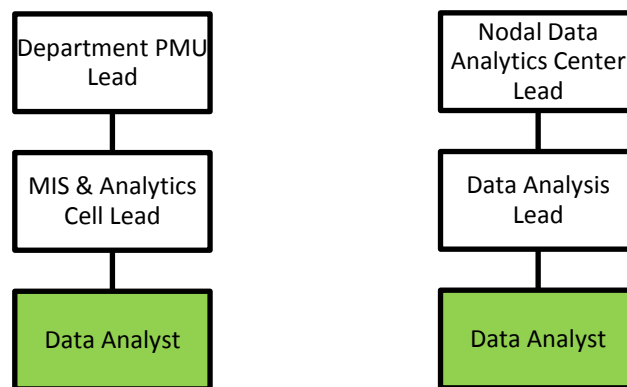 Department PMU
Lead
MIS & Analytics
Cell Lead
Data Analyst
Nodal Data
Analytics Center
Lead
Data Analysis
Lead
Data Analyst